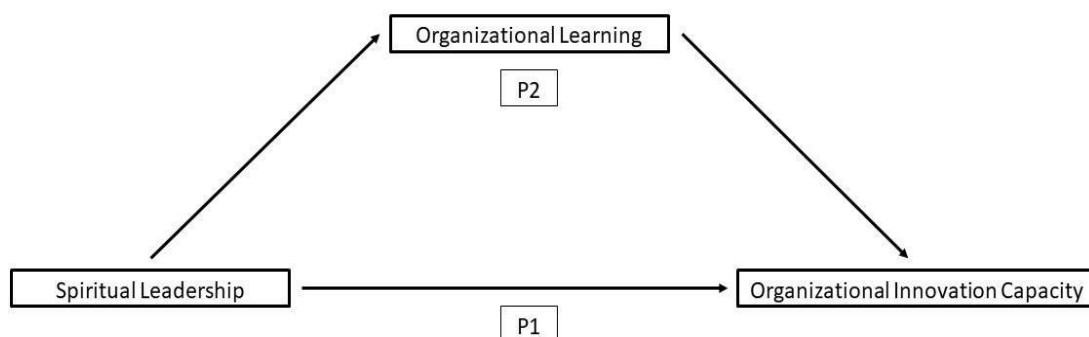 Organizational Learning
P2
Spiritual Leadership
Organizational Innovation Capacity
P1